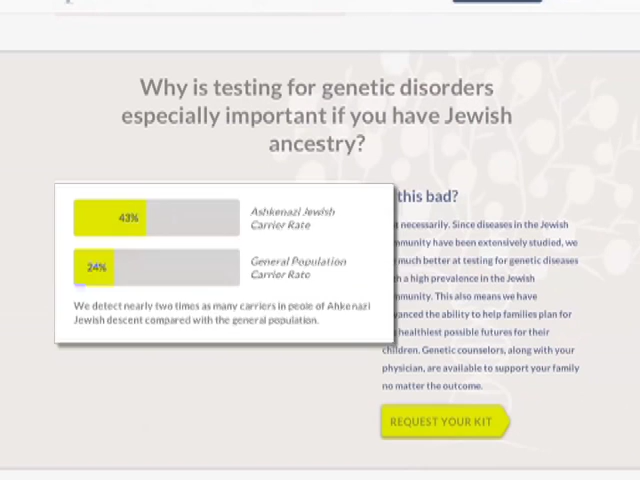 Why is testing for genetic disorders
especially important if you have Jewish
ancestry?
43%
Ashkenazi Jewish
Carrier Rate
24%
General Population
Carrier Rate
We detect nearly two times as many carriers in peole of Ahkenazi
Jewish descent compared with the general population.
this bad?
necessarily. Since diseases in the Jewish
have been extensively studied, we
much better at testing for genetic diseases
a high prevalence in the Jewish
This also means we have
the ability to help families plan for
healthiest possible futures for their
children. Genetic counselors, along with your
physician, are available to support your family
no matter the outcome.
REQUEST YOUR KIT